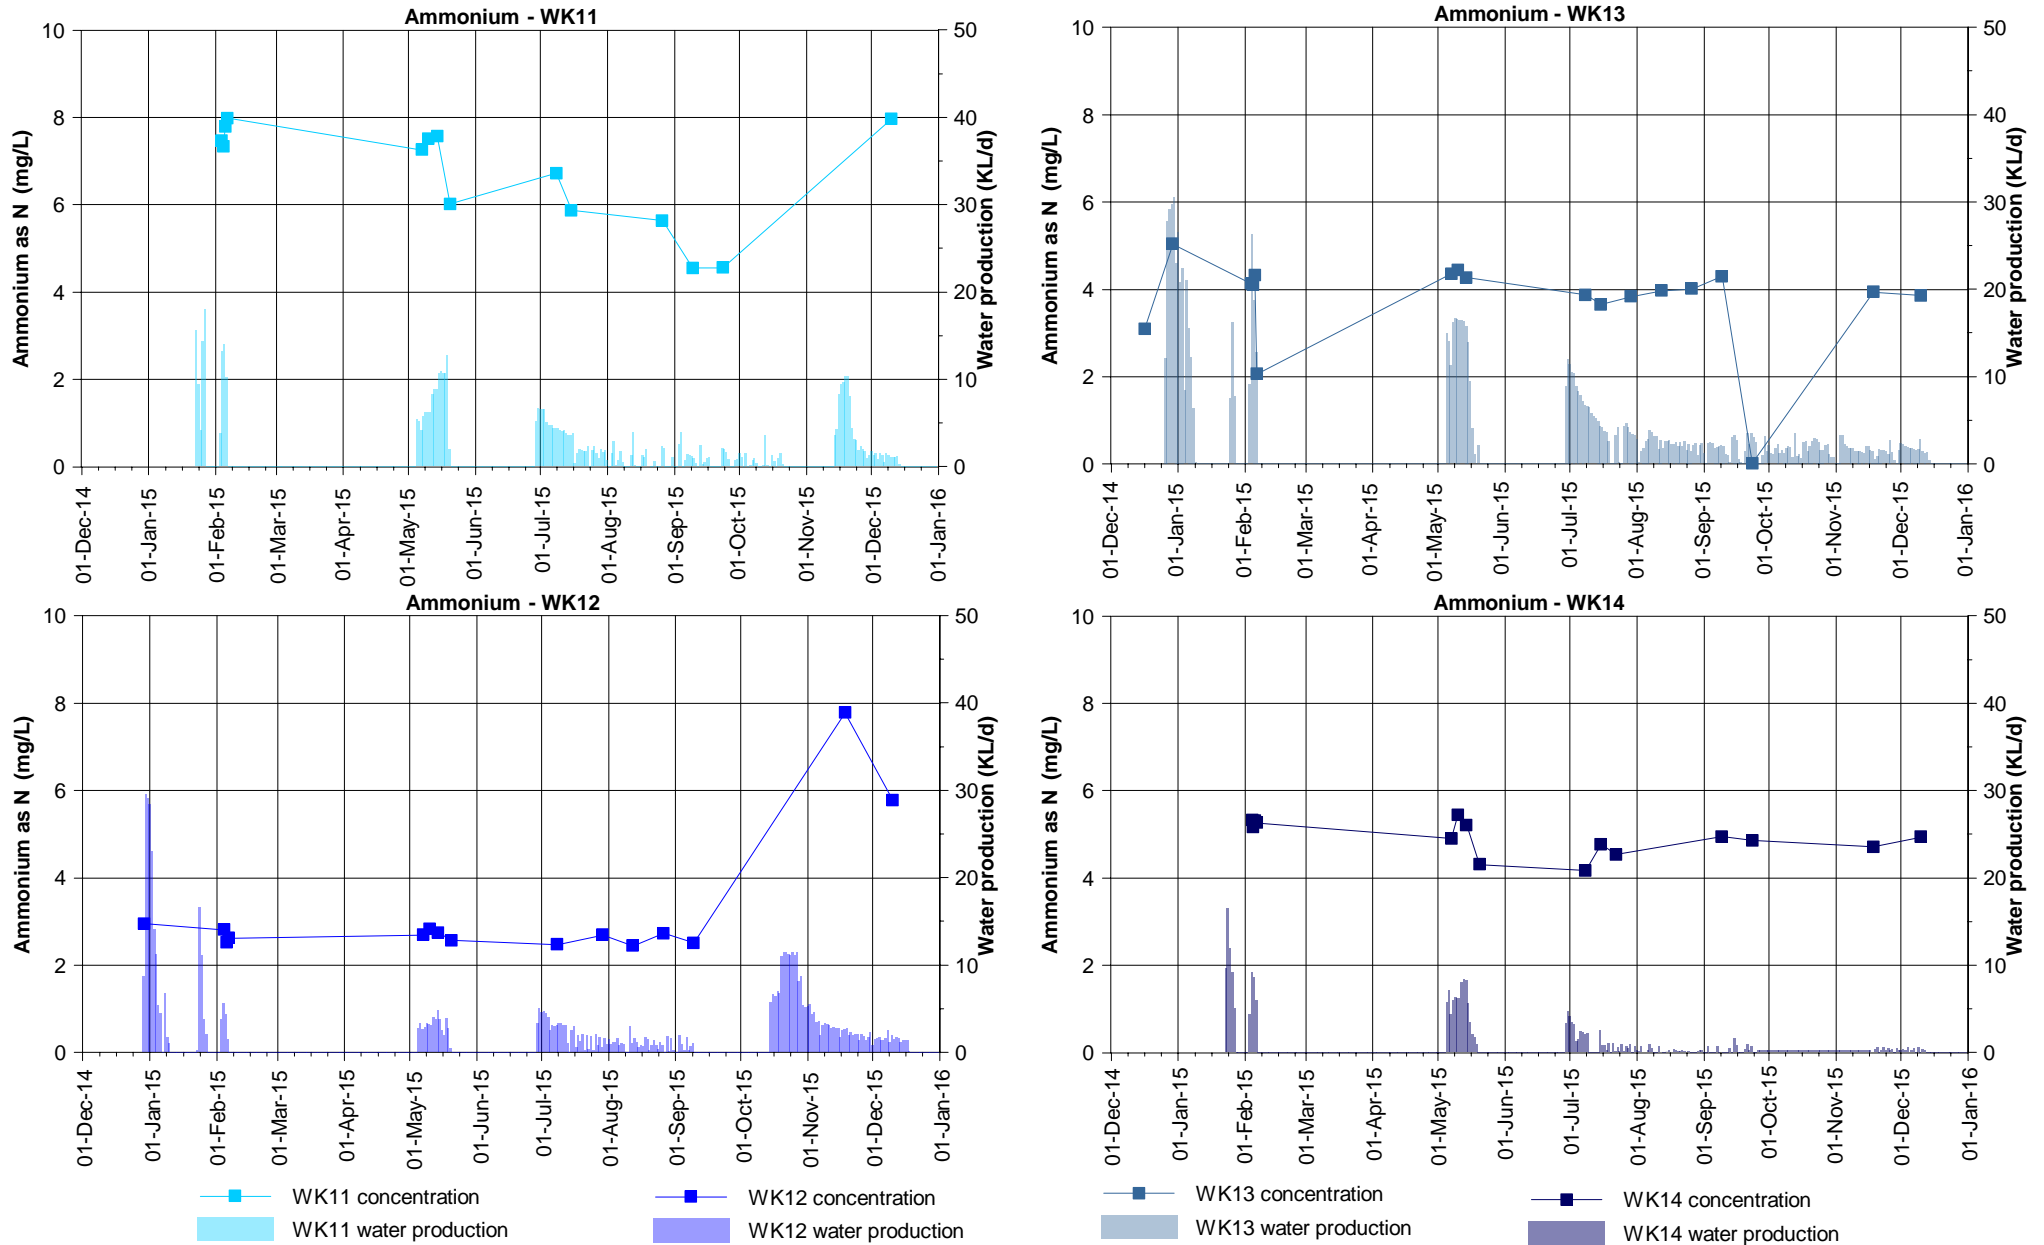 Ammonium - WK11
10
8
6
4
2
0
50
40
30
20
10
0
Ammonium as N (mg/L)
Water production (KL/d)
01-Dec-14
01-Jan-15
01-Feb-15
01-Mar-15
01-Apr-15
01-May-15
01-Jun-15
01-Jul-15
01-Aug-15
01-Sep-15
01-Oct-15
01-Nov-15
01-Dec-15
01-Jan-16
Ammonium - WK13
10
8
6
4
2
0
50
40
30
20
10
0
Ammonium as N (mg/L)
Water production (KL/d)
01-Dec-14
01-Jan-15
01-Feb-15
01-Mar-15
01-Apr-15
01-May-15
01-Jun-15
01-Jul-15
01-Aug-15
01-Sep-15
01-Oct-15
01-Nov-15
01-Dec-15
01-Jan-16
Ammonium - WK12
10
8
6
4
2
0
50
40
30
20
10
0
Ammonium as N (mg/L)
Water production (KL/d)
01-Dec-14
01-Jan-15
01-Feb-15
01-Mar-15
01-Apr-15
01-May-15
01-Jun-15
01-Jul-15
01-Aug-15
01-Sep-15
01-Oct-15
01-Nov-15
01-Dec-15
01-Jan-16
Ammonium - WK14
10
8
6
4
2
0
50
40
30
20
10
0
Ammonium as N (mg/L)
Water production (KL/d)
01-Dec-14
01-Jan-15
01-Feb-15
01-Mar-15
01-Apr-15
01-May-15
01-Jun-15
01-Jul-15
01-Aug-15
01-Sep-15
01-Oct-15
01-Nov-15
01-Dec-15
01-Jan-16
WK11 concentration
WK11 water production
WK12 concentration
WK12 water production
WK13 concentration
WK13 water production
WK14 concentration
WK14 water production